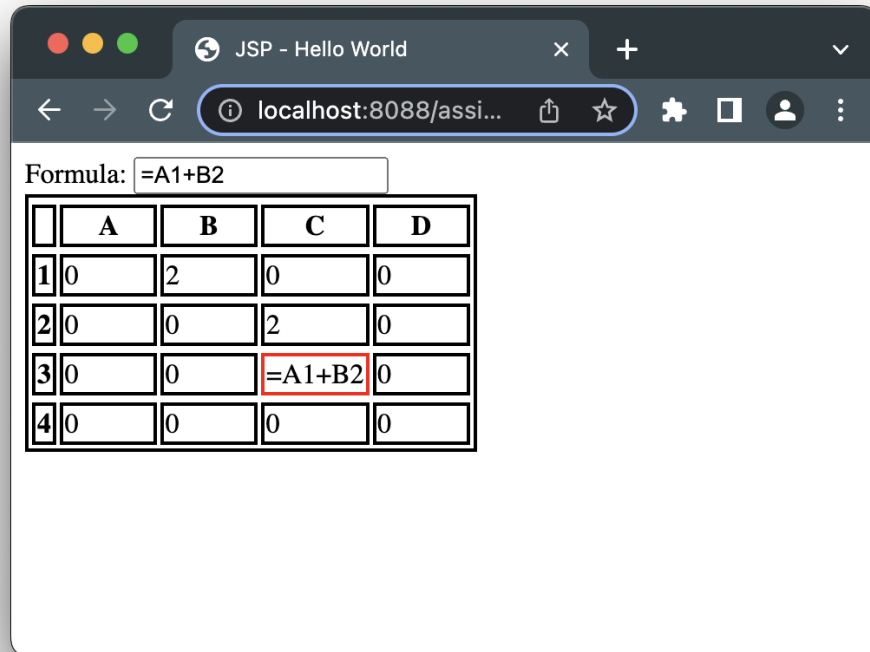 JSP - Hello World
localhost:8088/assi...
Formula: =A1+B2
A B C D
1 0 2 0 0
2 0 0 2 0
3 0 0 =A1+B2 0
4 0 0 0 0